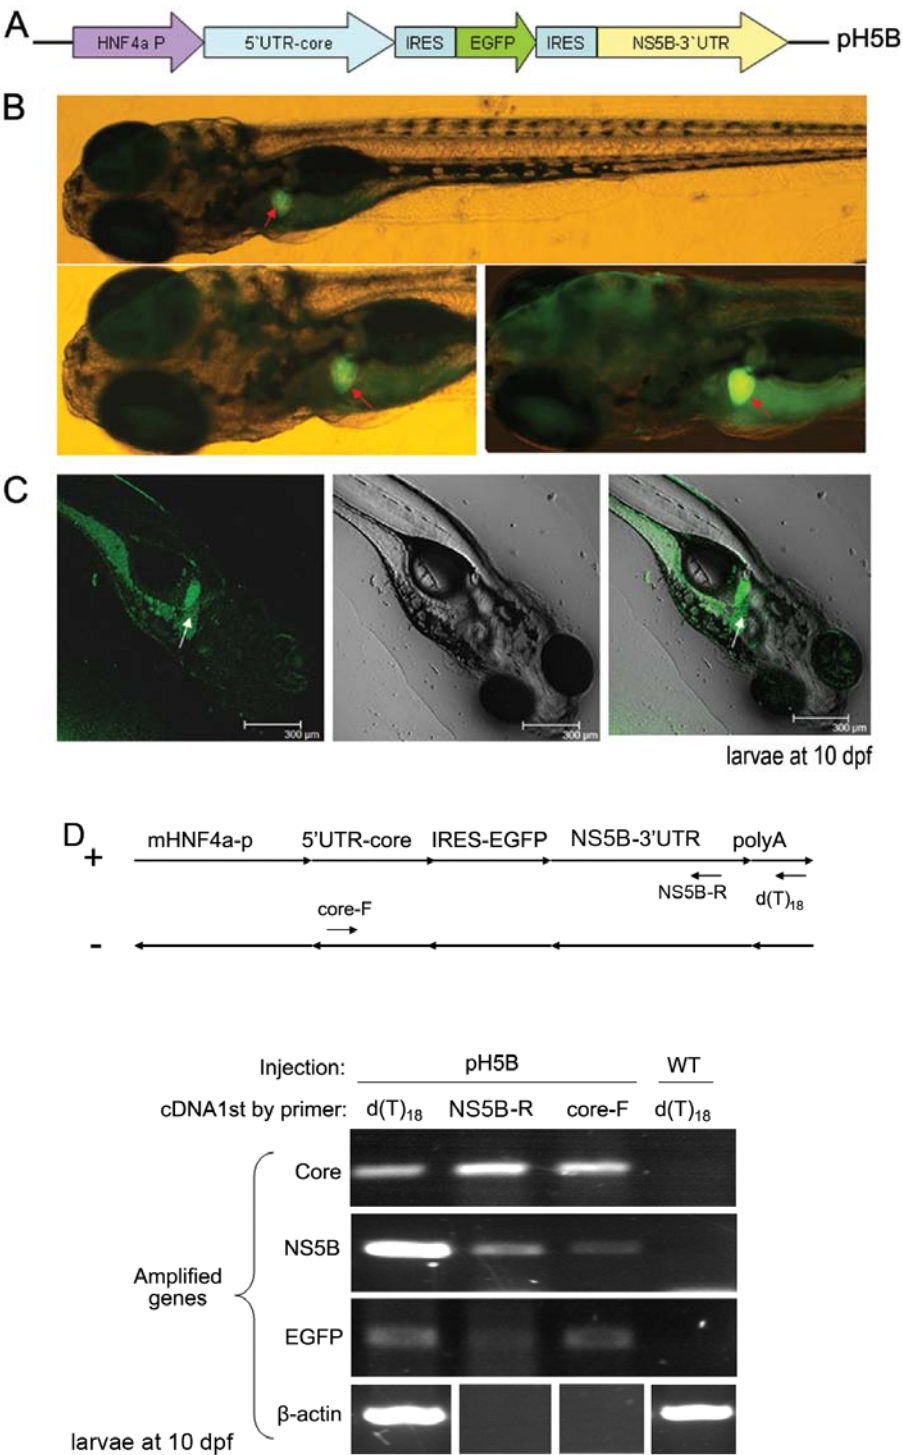 A
HNF4a P
5`UTR-core
IRES
EGFP
IRES
NS5B-3`UTR
pH5B
B
C
300 µm
300 µm
300 µm
larvae at 10 dpf
D
+
mHNF4a-p
5'UTR-core
IRES-EGFP
NS5B-3'UTR
polyA
NS5B-R
d(T)18
core-F
-
Injection:
pH5B
WT
cDNA1st by primer:
d(T)18
NS5B-R
core-F
d(T)18
Core
NS5B
Amplified
genes
EGFP
β-actin
larvae at 10 dpf